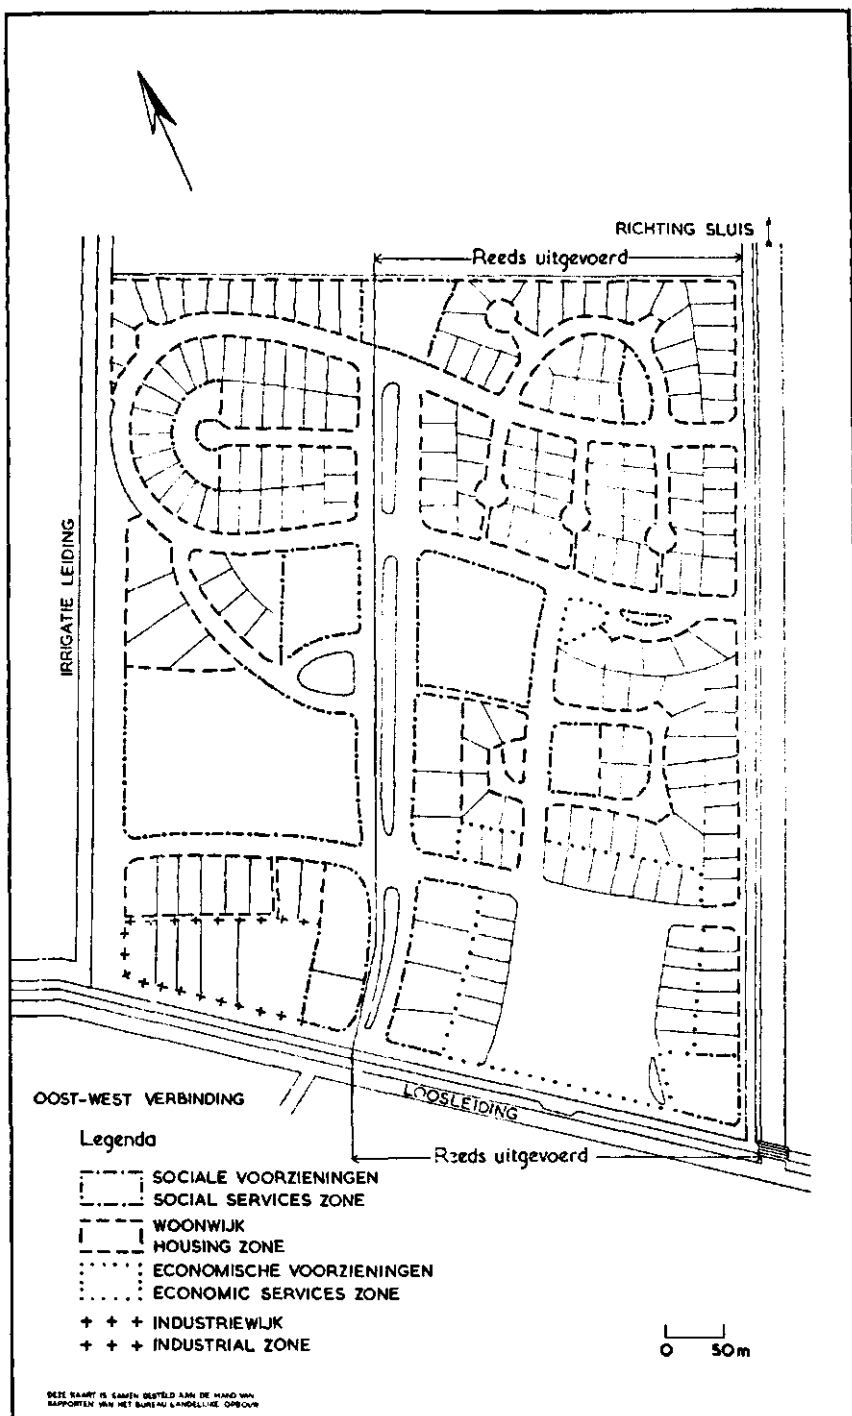 RICHTING SLUIS
Reeds uitgevoerd
IRRIGATIE LEIDING
OOST-WEST VERBINDING
LOOSLEIDING
Reeds uitgevoerd
Legenda
SOCIALE VOORZIENINGEN
SOCIAL SERVICES ZONE
WOONWIJK
HOUSING ZONE
ECONOMISCHE VOORZIENINGEN
ECONOMIC SERVICES ZONE
INDUSTRIEWIJK
INDUSTRIAL ZONE
0 50m
DEZE KAART IS SAMEN GESTELD AAN DE HAND VAN
RAPPORTEN VAN HET BUREAU LANDELIJKE OPBOUW